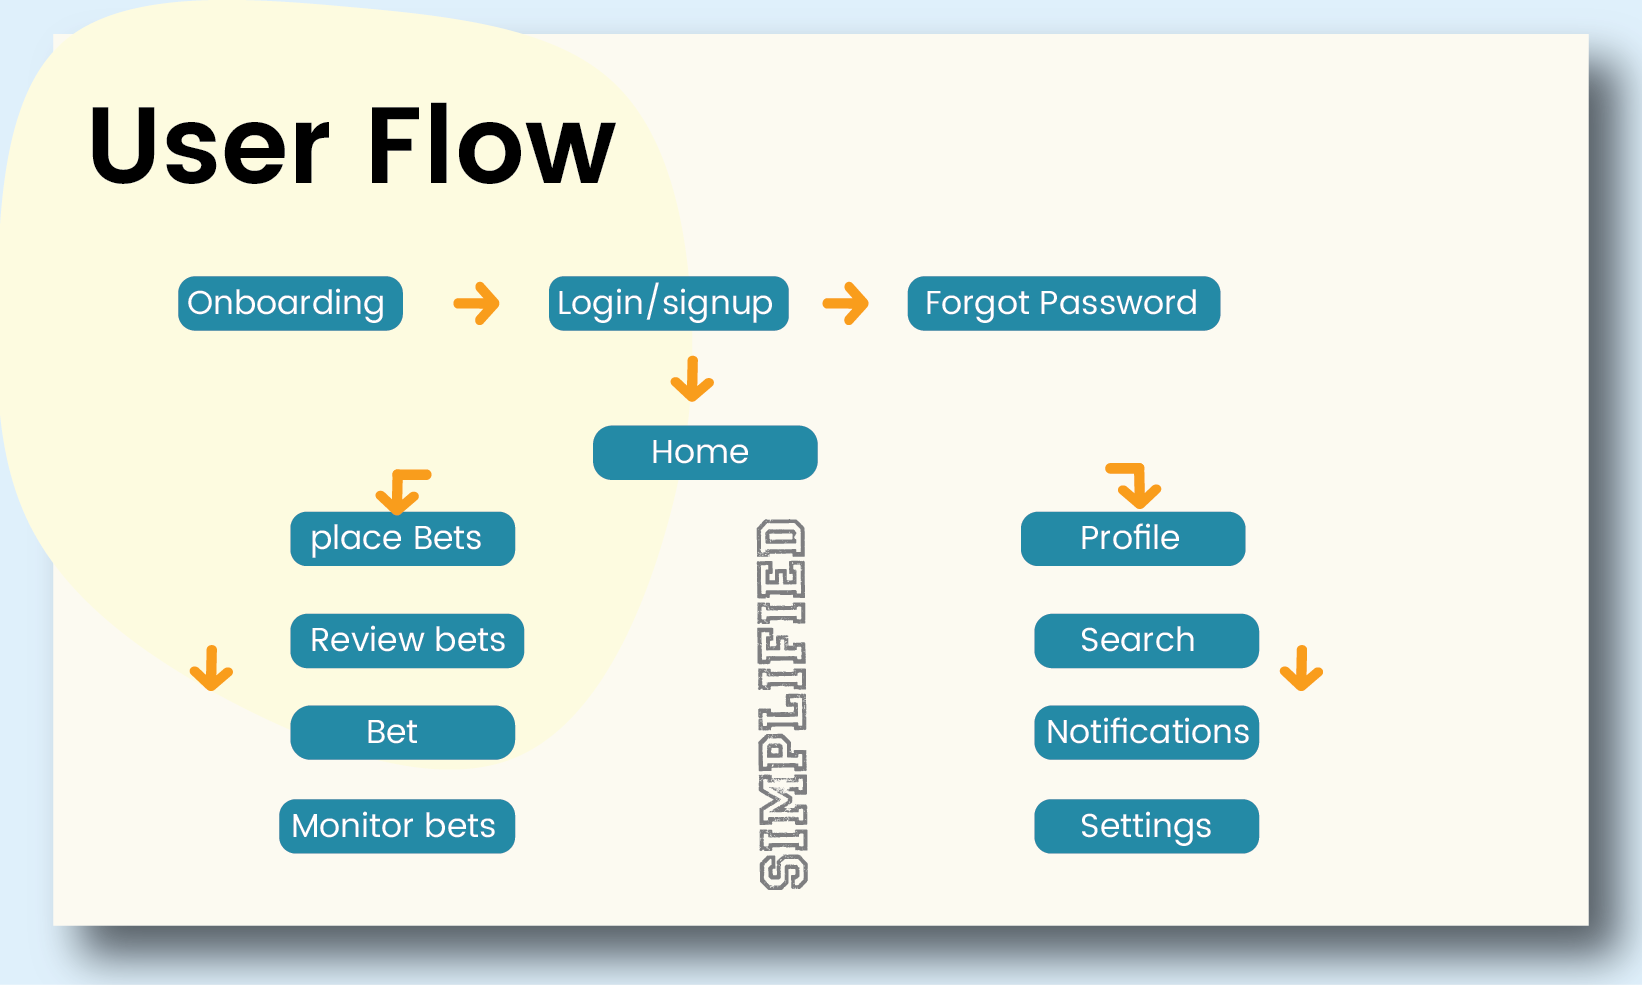 User Flow
Onboarding
Login/signup
Forgot Password
Home
place Bets
Review bets
Bet
Monitor bets
SIMPLIFIED
Profile
Search
Notifications
Settings